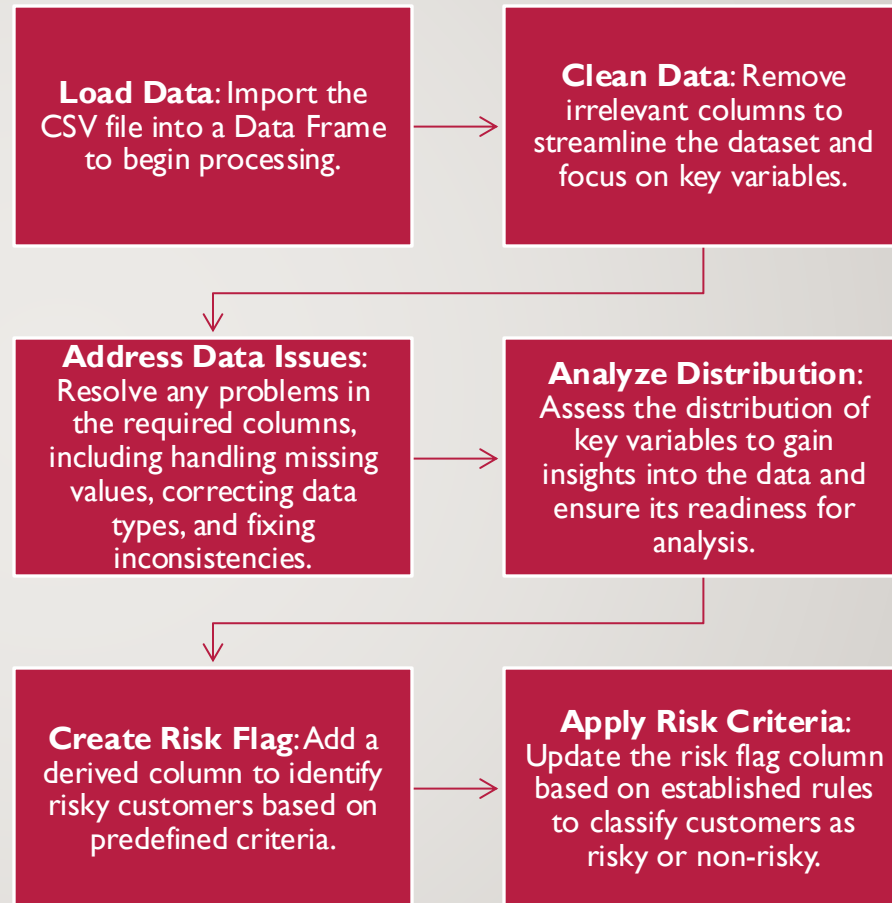 Load Data: Import the
CSV file into a Data Frame
to begin processing.
Clean Data: Remove
irrelevant columns to
streamline the dataset and
focus on key variables.
Address Data Issues:
Resolve any problems in
the required columns,
including handling missing
values, correcting data
types, and fixing
inconsistencies.
Analyze Distribution:
Assess the distribution of
key variables to gain
insights into the data and
ensure its readiness for
analysis.
Create Risk Flag: Add a
derived column to identify
risky customers based on
predefined criteria.
Apply Risk Criteria:
Update the risk flag column
based on established rules
to classify customers as
risky or non-risky.